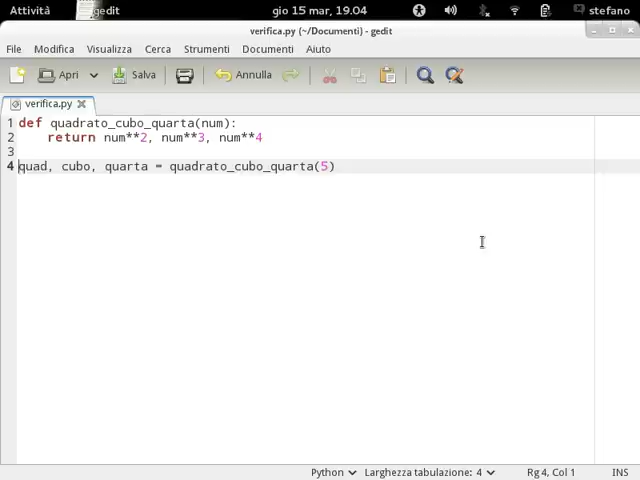 Attività gedit gio 15 mar, 19.04 stefano
verifica.py (~/Documenti) - gedit
File Modifica Visualizza Cerca Strumenti Documenti Aiuto
Apri Salva Annulla
verifica.py
1 def quadrato_cubo_quarta(num):
2     return num**2, num**3, num**4
3
4 quad, cubo, quarta = quadrato_cubo_quarta(5)
Python Larghezza tabulazione: 4 Rg 4, Col 1 INS